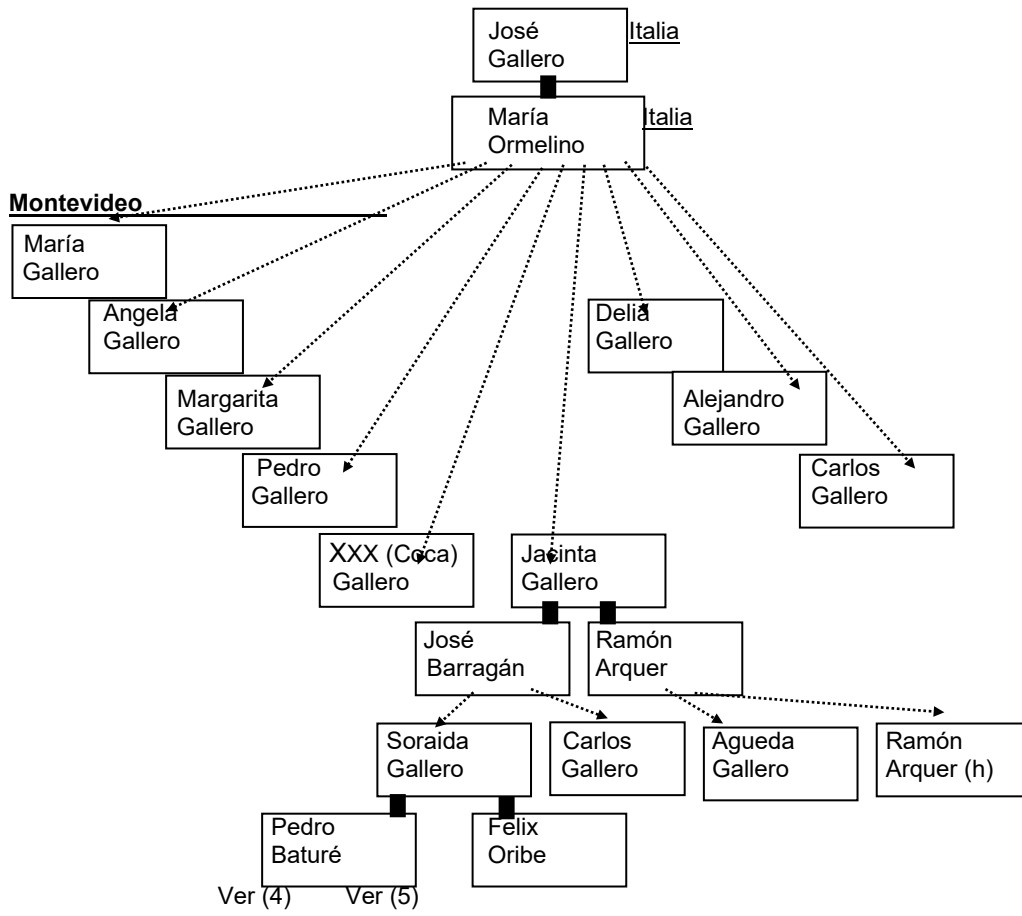 José
Gallero
Italia
María
Ormelino
Italia
Montevideo
María
Gallero
Angela
Gallero
Delia
Gallero
Margarita
Gallero
Alejandro
Gallero
Pedro
Gallero
Carlos
Gallero
XXX (Coca)
Gallero
Jacinta
Gallero
José
Barragán
Ramón
Arquer
Soraida
Gallero
Carlos
Gallero
Agueda
Gallero
Ramón
Arquer (h)
Pedro
Baturé
Felix
Oribe
Ver (4) Ver (5)